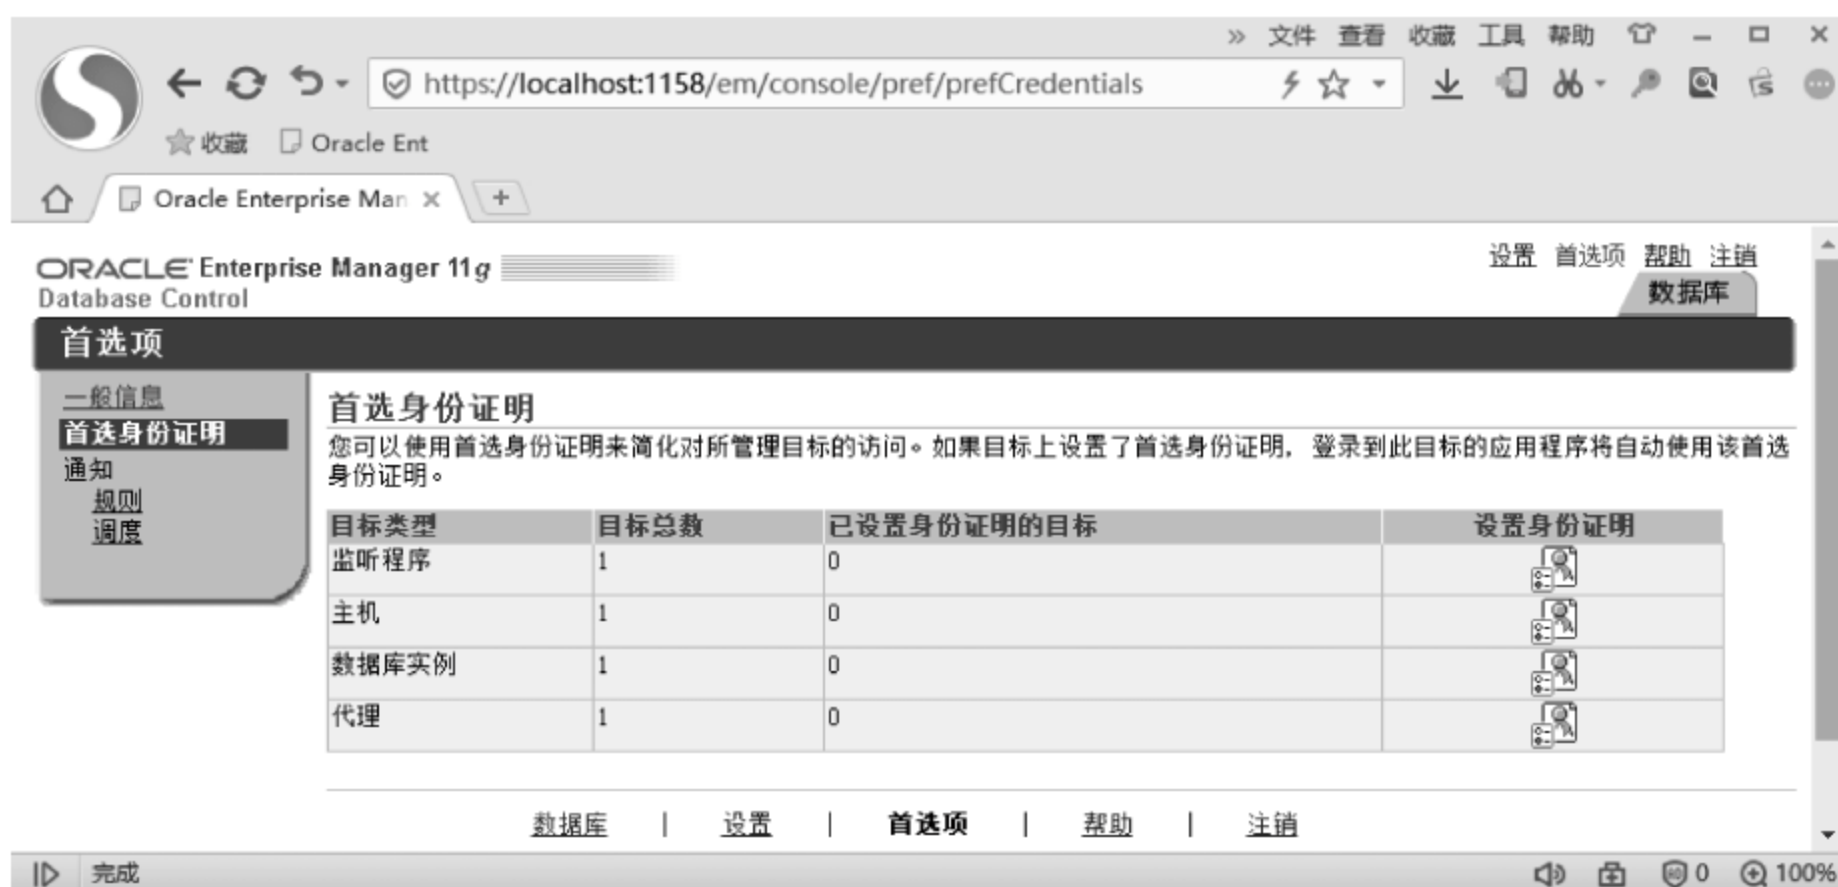 » 文件 查看 收藏 工具 帮助
https://localhost:1158/em/console/pref/prefCredentials
收藏 Oracle Ent
Oracle Enterprise Man
ORACLE Enterprise Manager 11g
Database Control
设置 首选项 帮助 注销
数据库
首选项
一般信息
首选身份证明
通知
规则
调度
首选身份证明
您可以使用首选身份证明来简化对所管理目标的访问。如果目标上设置了首选身份证明, 登录到此目标的应用程序将自动使用该首选
身份证明。
目标类型 目标总数 已设置身份证明的目标 设置身份证明
监听程序 1 0
主机 1 0
数据库实例 1 0
代理 1 0
数据库 | 设置 | 首选项 | 帮助 | 注销
完成 0 100%